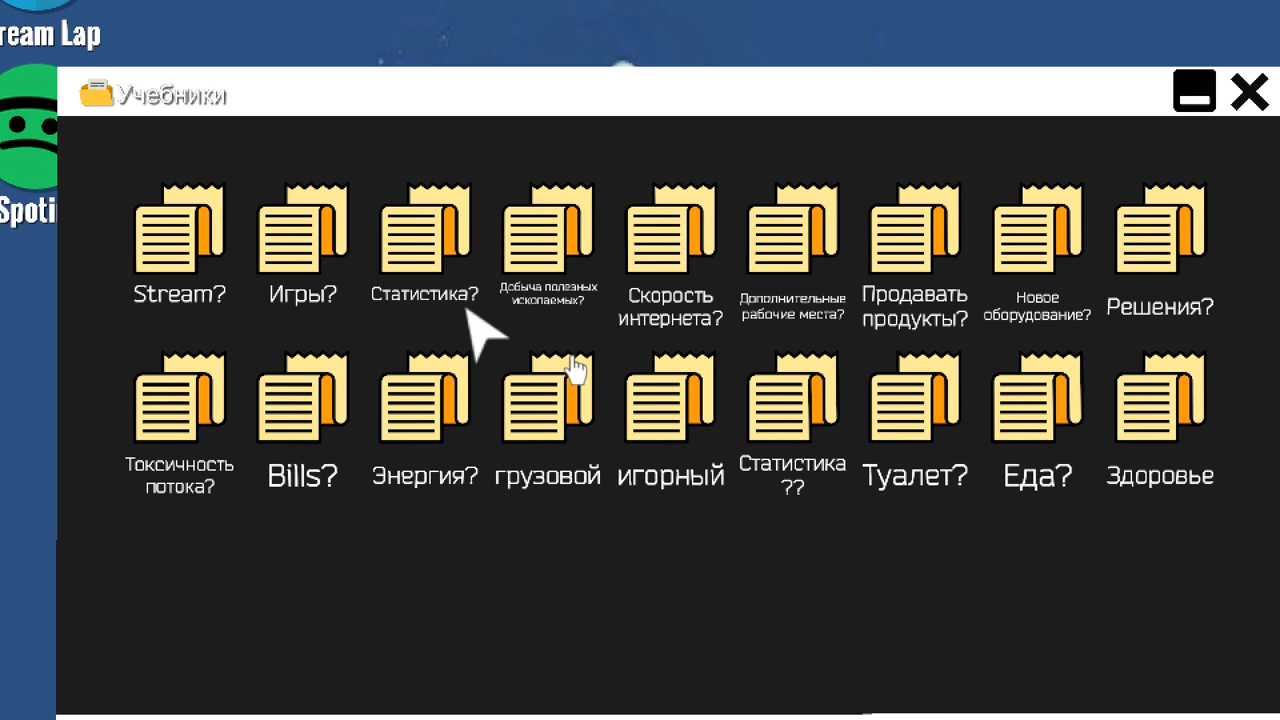 ream Lap
Учебники
Spoti
Stream?
Игры?
Статистика?
Добыча полезных
ископаемых?
Скорость
интернета?
Дополнительные
рабочие места?
Продавать
продукты?
Новое
оборудование?
Решения?
Токсичность
потока?
Bills?
Энергия?
грузовой
игорный
Статистика
??
Туалет?
Еда?
Здоровье